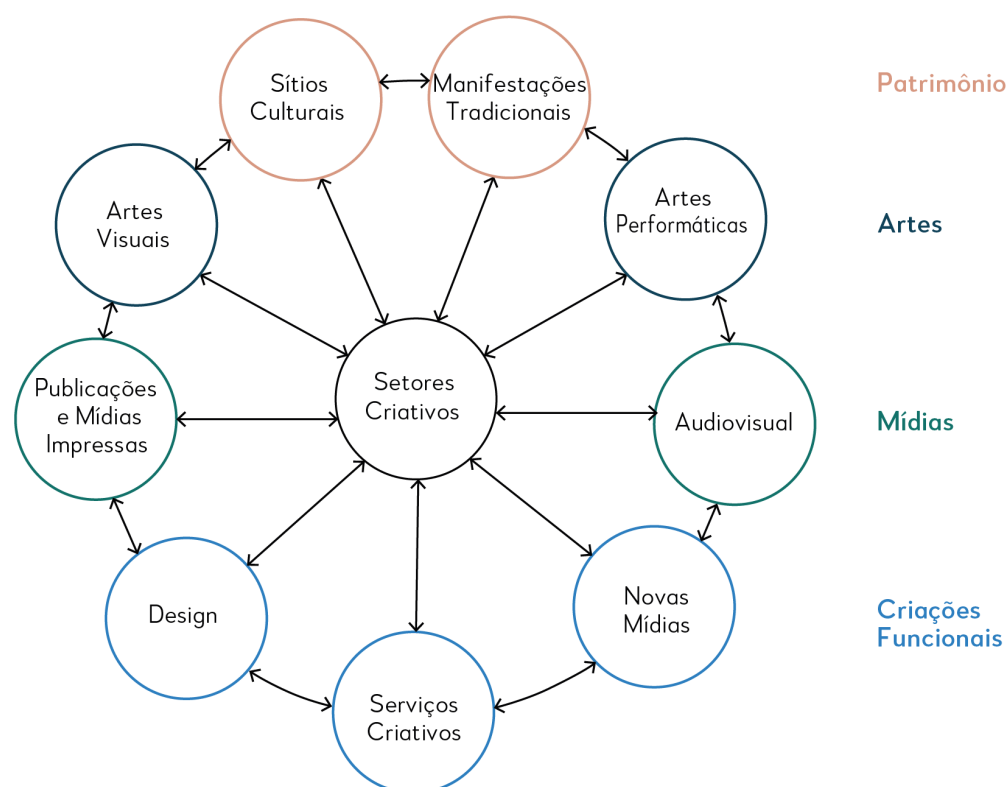 Sítios
Culturais
Manifestações
Tradicionais
Patrimônio
Artes
Visuais
Artes
Performáticas
Artes
Publicações
e Mídias
Impressas
Setores
Criativos
Audiovisual
Mídias
Design
Novas
Mídias
Criações
Funcionais
Serviços
Criativos